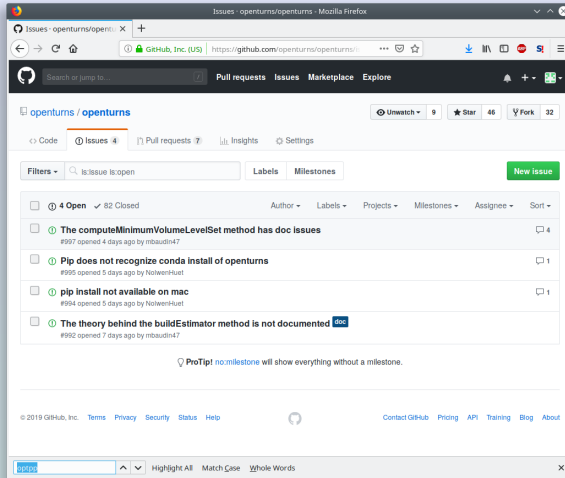 Issues · openturns/openturns - Mozilla Firefox
Issues · openturns/opentu
GitHub, Inc. (US) https://github.com/openturns/openturns/i
Search or jump to... / Pull requests Issues Marketplace Explore
openturns / openturns
Unwatch 9 Star 46 Fork 32
Code Issues 4 Pull requests 7 Insights Settings
Filters is:issue is:open Labels Milestones New issue
4 Open 82 Closed Author Labels Projects Milestones Assignee Sort
The computeMinimumVolumeLevelSet method has doc issues 4
#997 opened 4 days ago by mbaudin47
Pip does not recognize conda install of openturns 1
#995 opened 5 days ago by NolwenHuet
pip install not available on mac 1
#994 opened 5 days ago by NolwenHuet
The theory behind the buildEstimator method is not documented doc
#992 opened 7 days ago by mbaudin47
ProTip! no:milestone will show everything without a milestone.
© 2019 GitHub, Inc. Terms Privacy Security Status Help Contact GitHub Pricing API Training Blog About
optpp Highlight All Match Case Whole Words